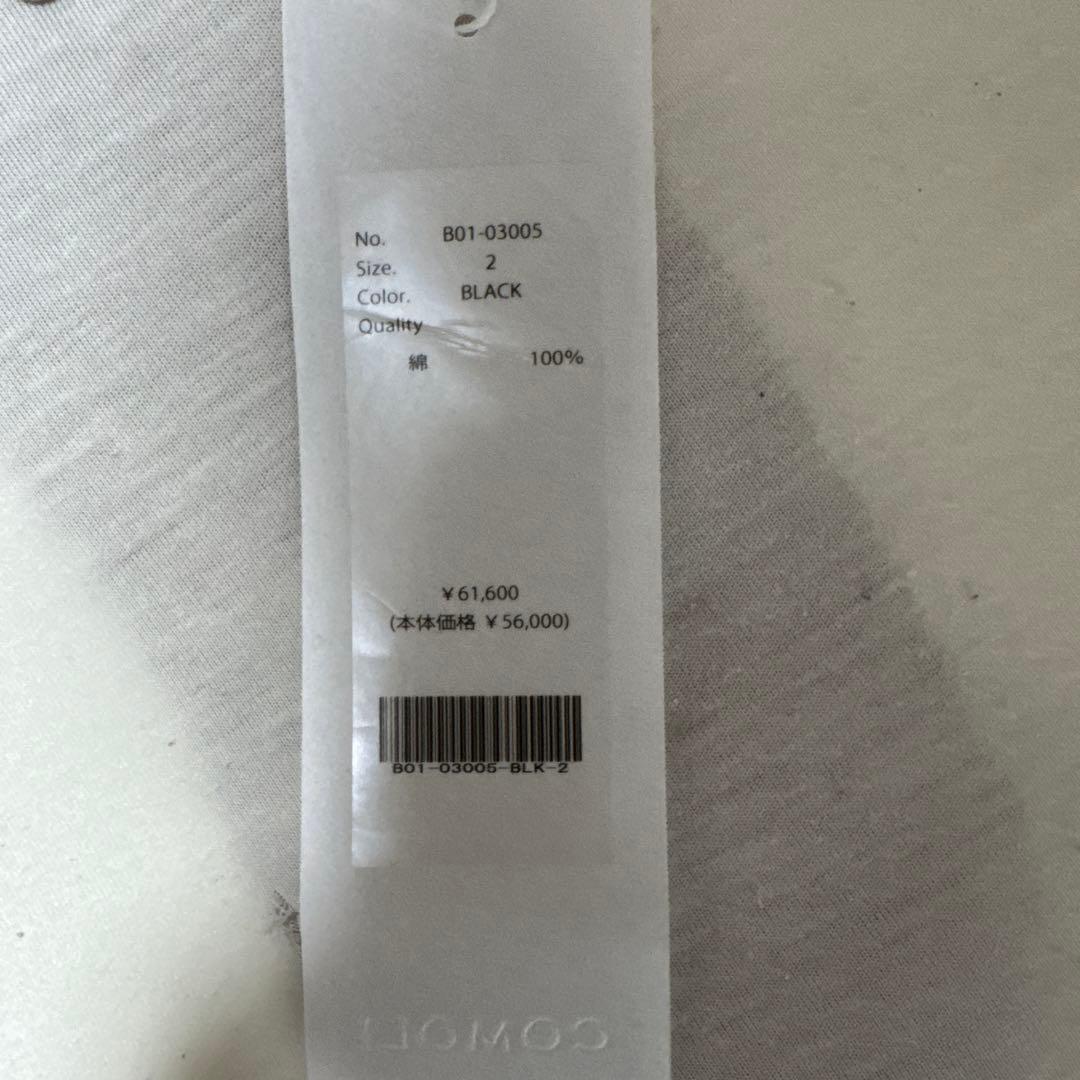 No. B01-03005
Size. 2
Color. BLACK
Quality
綿 100%
￥61,600
(本体価格 ￥56,000)
B01-03005-BLK-2
COMOLI